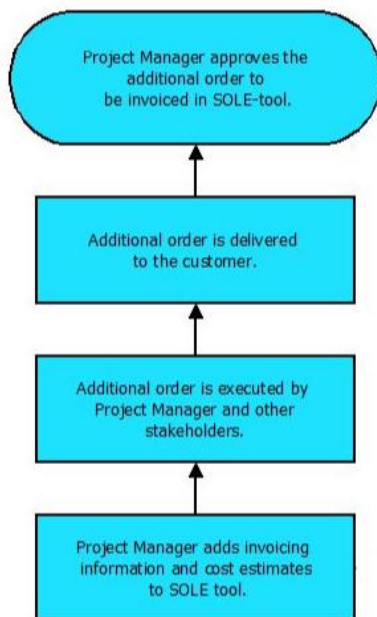 Project Manager approves the
additional order to
be invoiced in SOLE-tool.
Additional order is delivered
to the customer.
Additional order is executed by
Project Manager and other
stakeholders.
Project Manager adds invoicing
information and cost estimates
to SOLE tool.